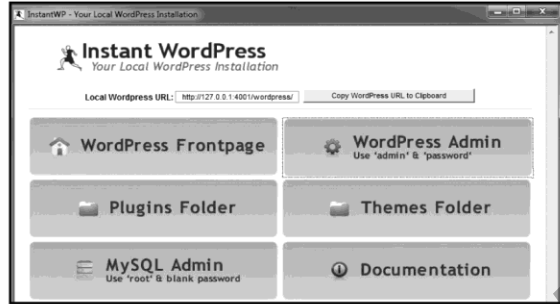 InstantWP - Your Local WordPress Installation
Instant WordPress
Your Local WordPress Installation
Local Wordpress URL: http://127.0.0.1:4001/wordpress/ Copy WordPress URL to Clipboard
WordPress Frontpage
WordPress Admin
Use 'admin' & 'password'
Plugins Folder
Themes Folder
MySQL Admin
Use 'root' & blank password
Documentation